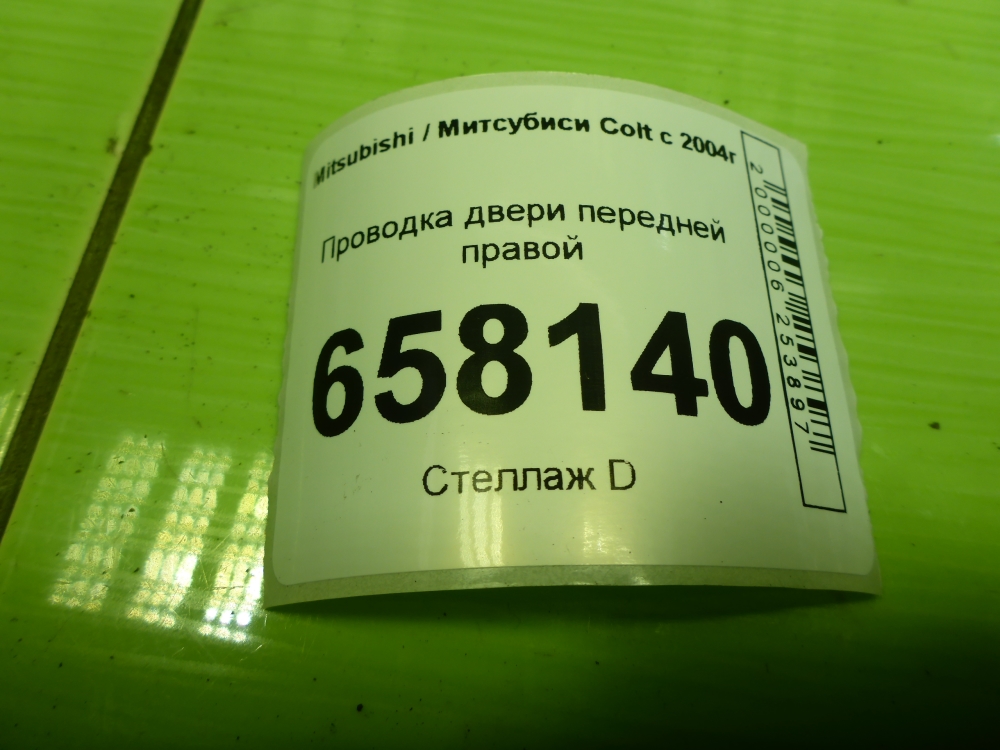 Mitsubishi / Митсубиси Colt с 2004г
Проводка двери передней
правой
658140
Стеллаж D
2000006253897